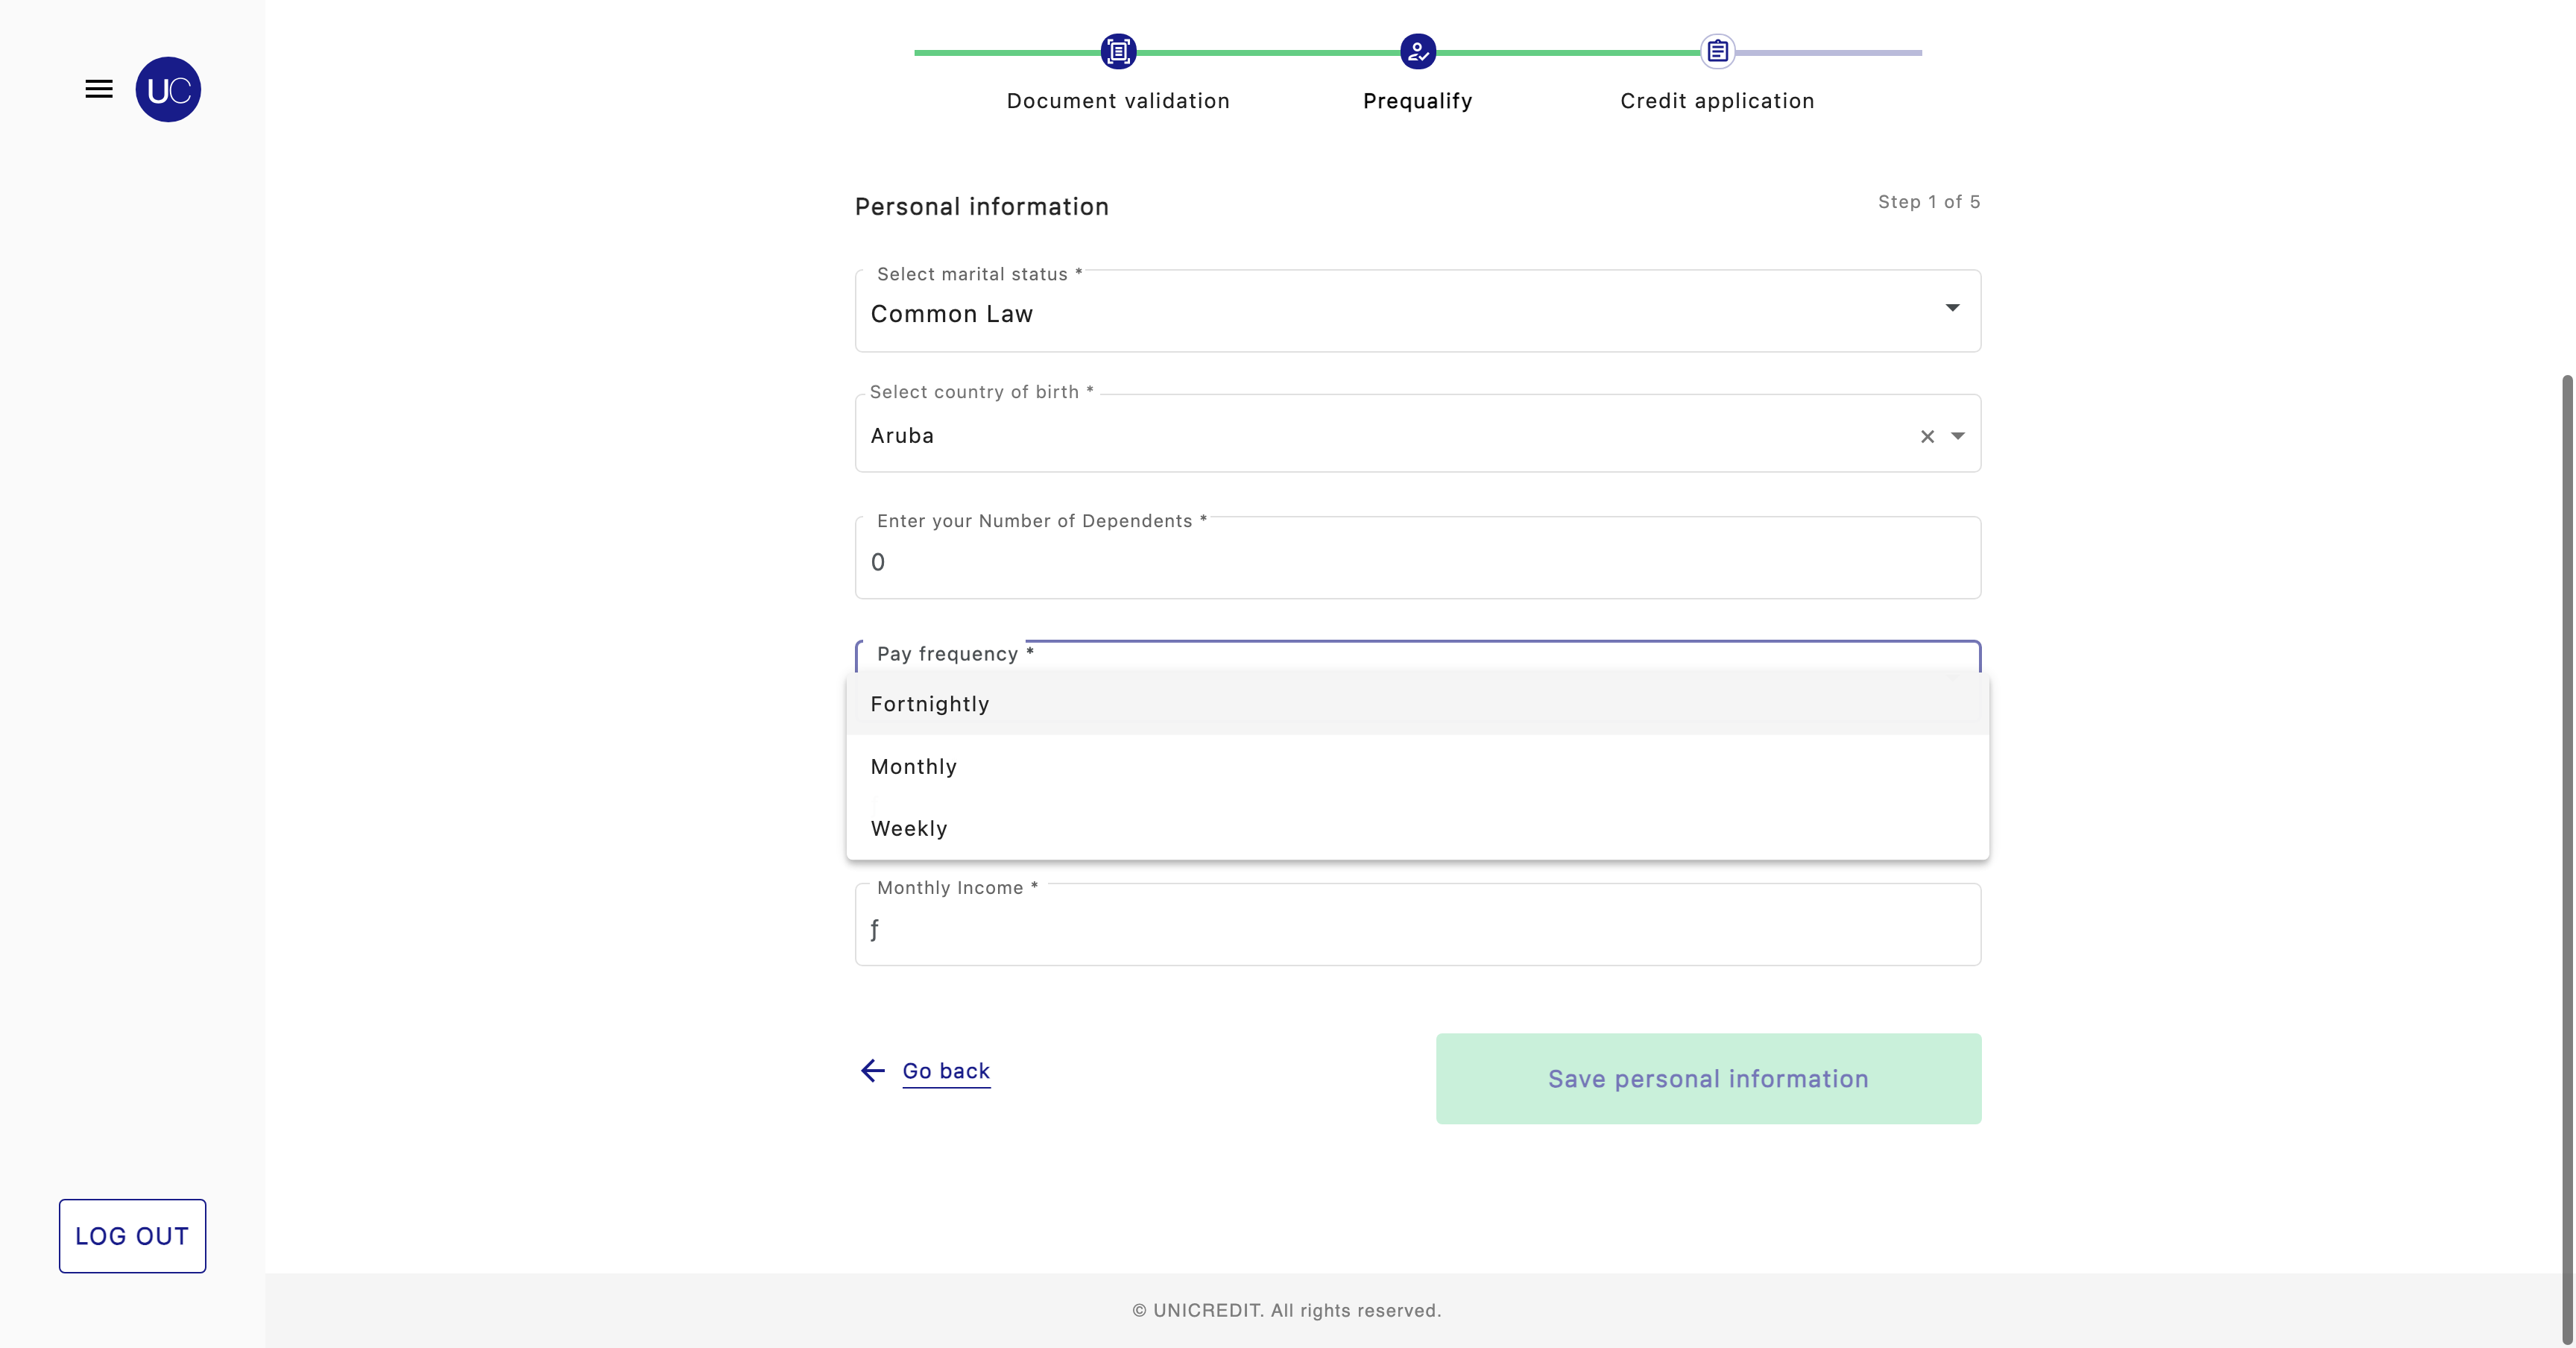 UC
Document validation
Prequalify
Credit application
Personal information
Step 1 of 5
Select marital status *
Common Law
Select country of birth *
Aruba
Enter your Number of Dependents *
0
Pay frequency *
Fortnightly
Monthly
Weekly
Monthly Income *
ƒ
Go back
Save personal information
LOG OUT
© UNICREDIT. All rights reserved.